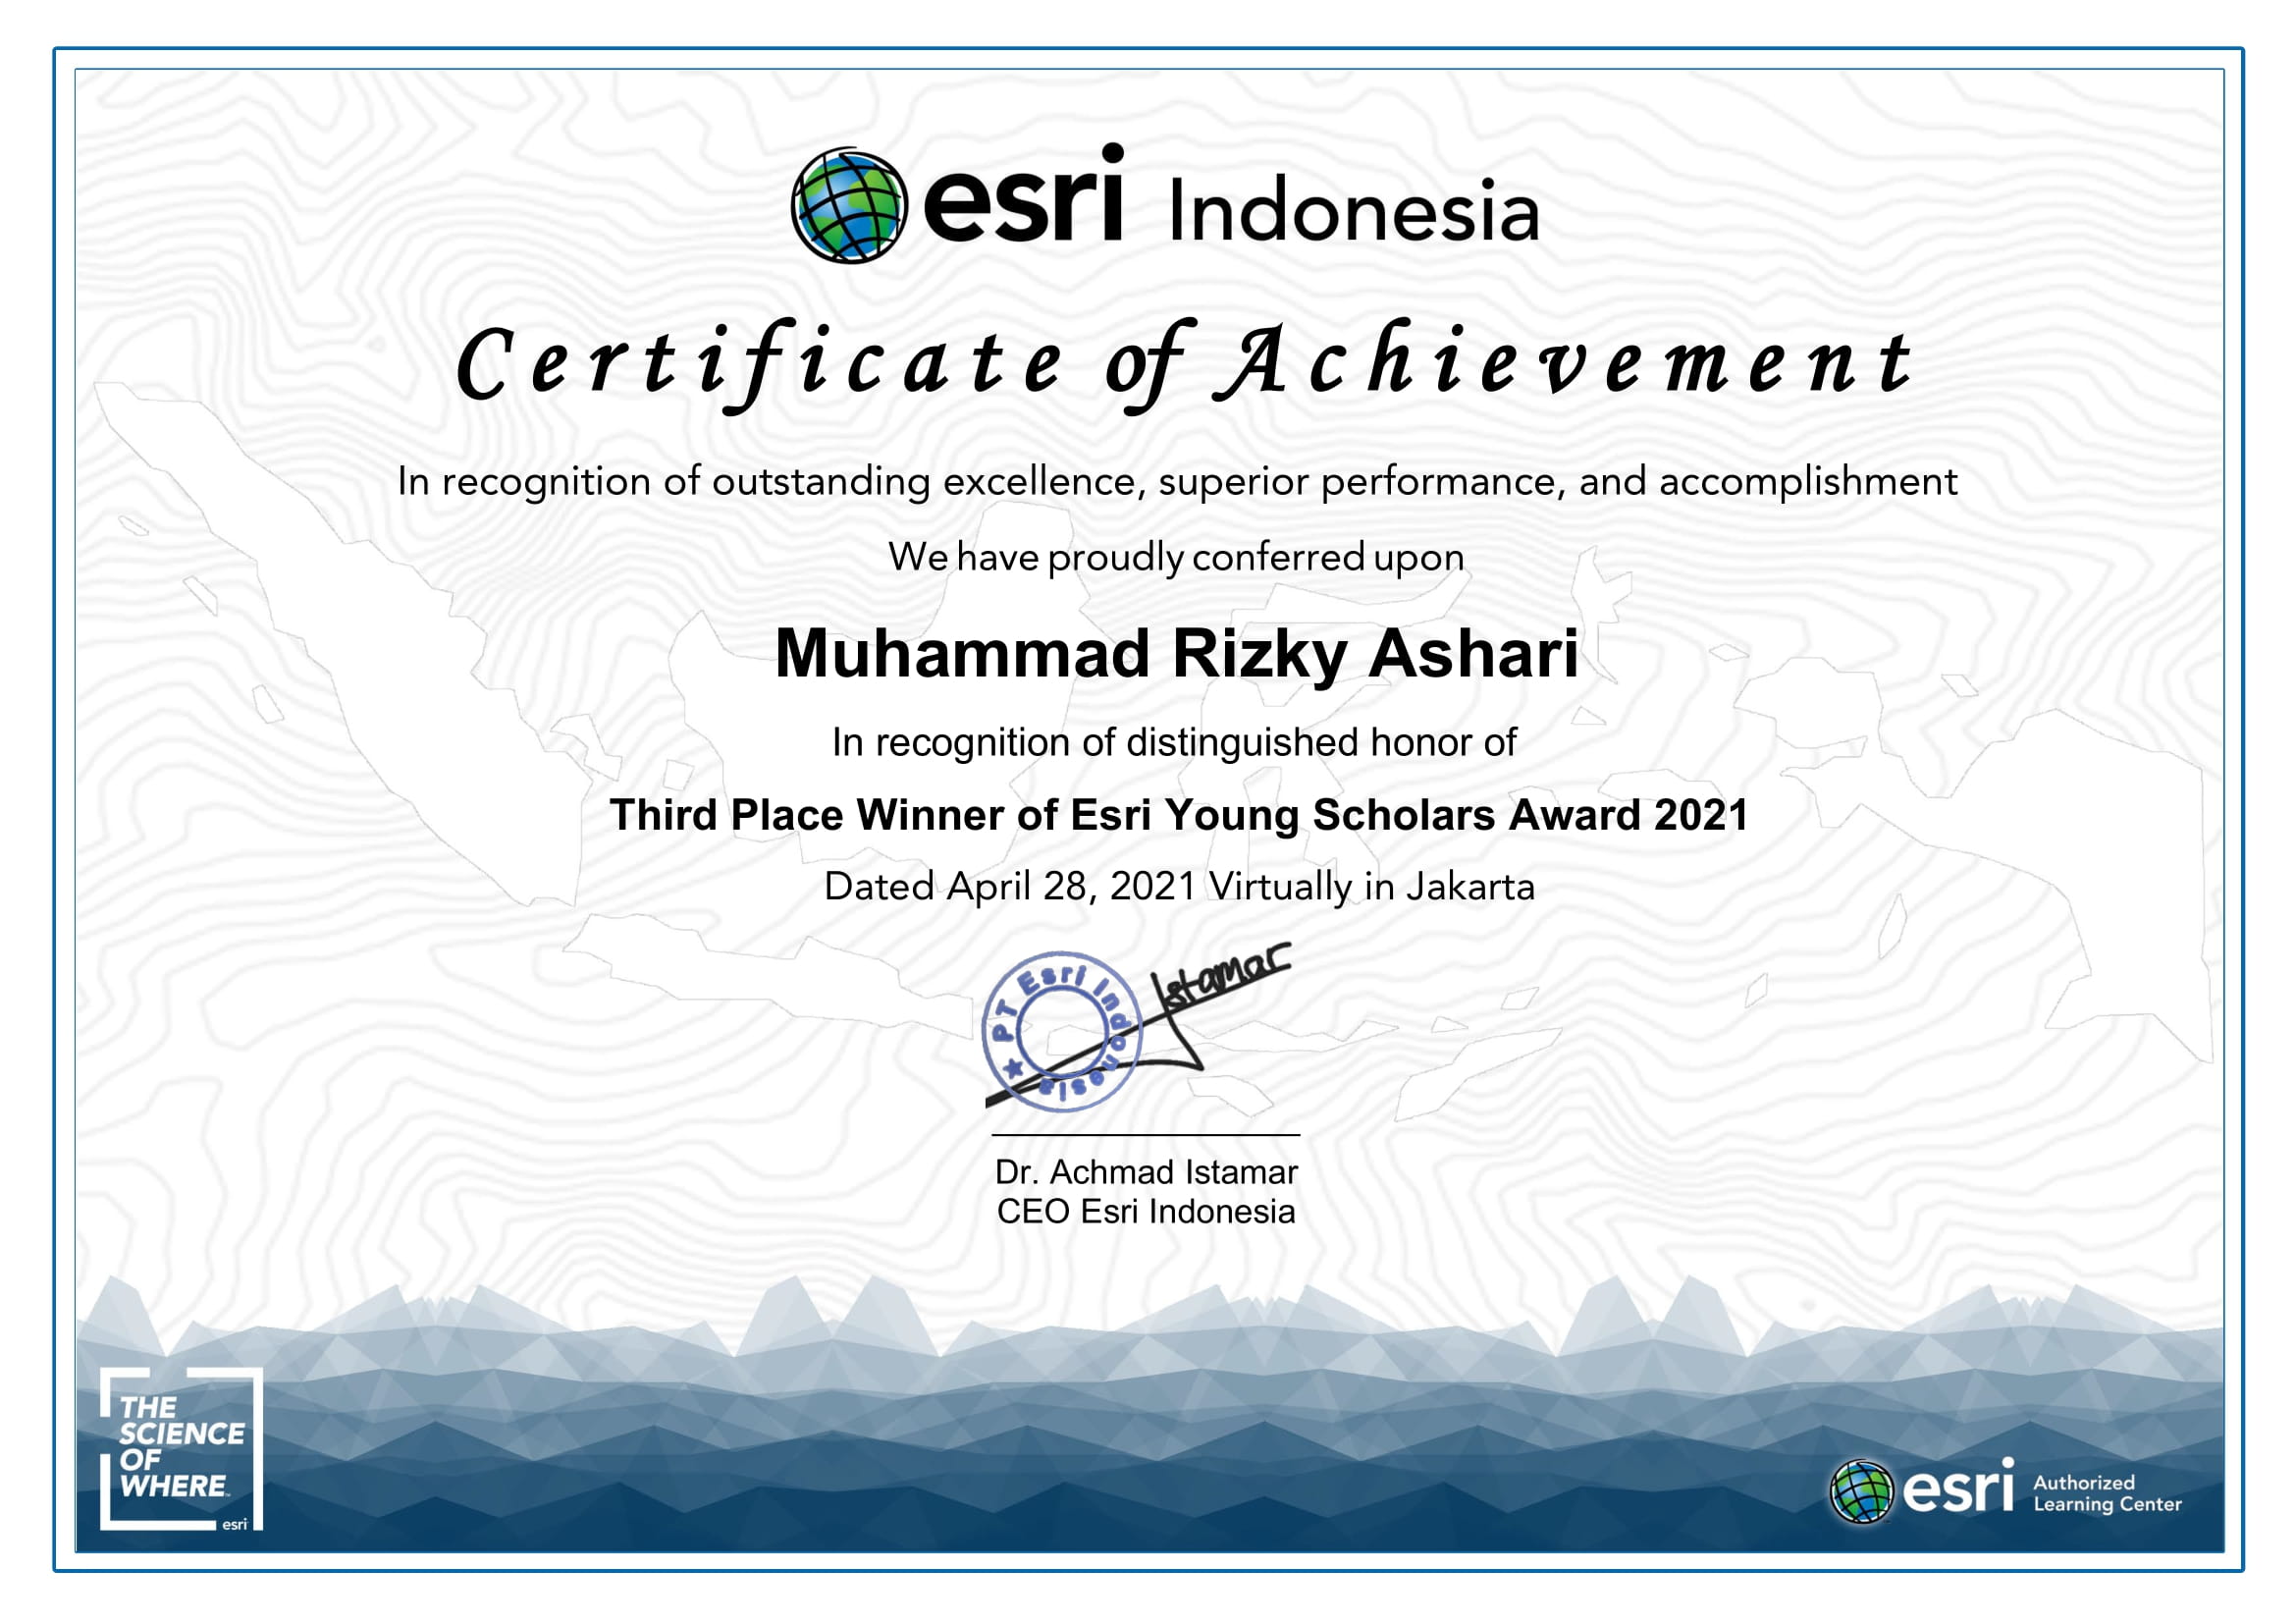 esri Indonesia
Certificate of Achievement
In recognition of outstanding excellence, superior performance, and accomplishment
We have proudly conferred upon
Muhammad Rizky Ashari
In recognition of distinguished honor of
Third Place Winner of Esri Young Scholars Award 2021
Dated April 28, 2021 Virtually in Jakarta
★ PT Esri Indonesia
Istamar
Dr. Achmad Istamar
CEO Esri Indonesia
THE
SCIENCE
OF
WHERE™
esri
esri Authorized
Learning Center